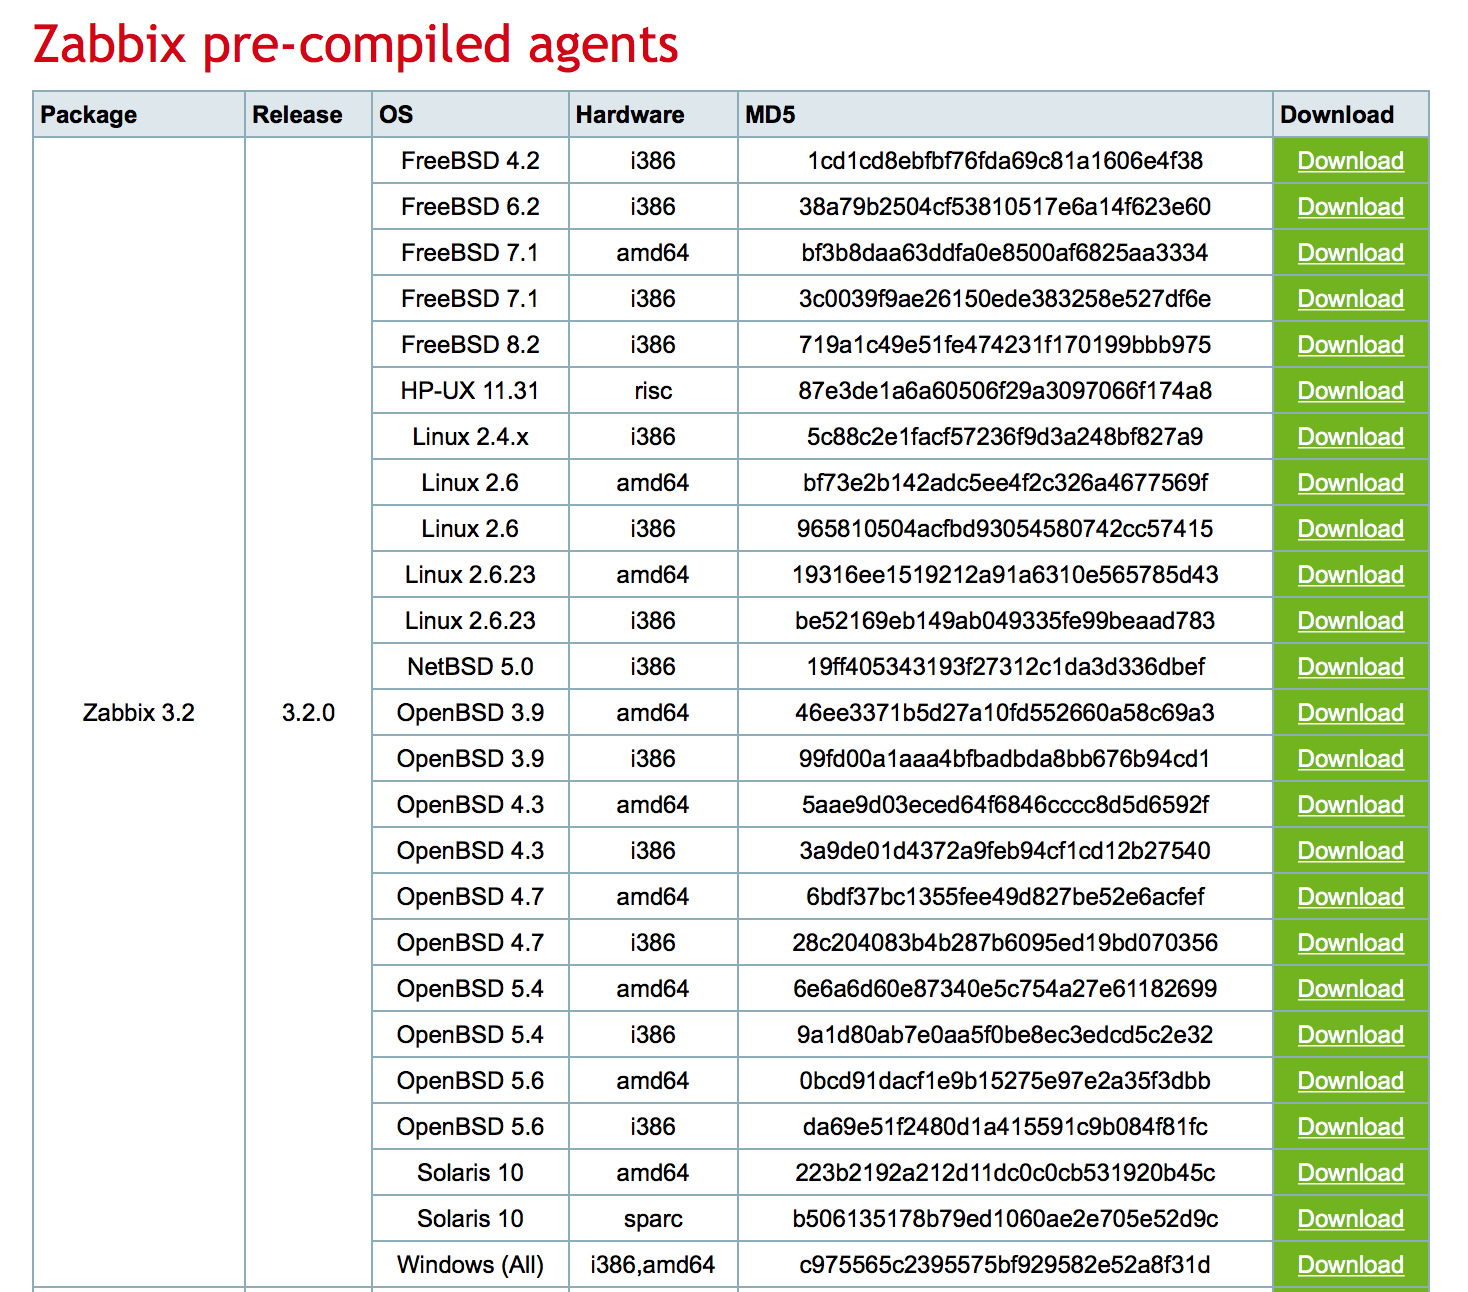 Zabbix pre-compiled agents
Package Release OS Hardware MD5 Download
FreeBSD 4.2 i386 1cd1cd8ebfbf76fda69c81a1606e4f38 Download
FreeBSD 6.2 i386 38a79b2504cf53810517e6a14f623e60 Download
FreeBSD 7.1 amd64 bf3b8daa63ddfa0e8500af6825aa3334 Download
FreeBSD 7.1 i386 3c0039f9ae26150ede383258e527df6e Download
FreeBSD 8.2 i386 719a1c49e51fe474231f170199bbb975 Download
HP-UX 11.31 risc 87e3de1a6a60506f29a3097066f174a8 Download
Linux 2.4.x i386 5c88c2e1facf57236f9d3a248bf827a9 Download
Linux 2.6 amd64 bf73e2b142adc5ee4f2c326a4677569f Download
Linux 2.6 i386 965810504acfbd93054580742cc57415 Download
Linux 2.6.23 amd64 19316ee1519212a91a6310e565785d43 Download
Linux 2.6.23 i386 be52169eb149ab049335fe99beaad783 Download
NetBSD 5.0 i386 19ff405343193f27312c1da3d336dbef Download
Zabbix 3.2 3.2.0 OpenBSD 3.9 amd64 46ee3371b5d27a10fd552660a58c69a3 Download
OpenBSD 3.9 i386 99fd00a1aaa4bfbadbda8bb676b94cd1 Download
OpenBSD 4.3 amd64 5aae9d03eced64f6846cccc8d5d6592f Download
OpenBSD 4.3 i386 3a9de01d4372a9feb94cf1cd12b27540 Download
OpenBSD 4.7 amd64 6bdf37bc1355fee49d827be52e6acfef Download
OpenBSD 4.7 i386 28c204083b4b287b6095ed19bd070356 Download
OpenBSD 5.4 amd64 6e6a6d60e87340e5c754a27e61182699 Download
OpenBSD 5.4 i386 9a1d80ab7e0aa5f0be8ec3edcd5c2e32 Download
OpenBSD 5.6 amd64 0bcd91dacf1e9b15275e97e2a35f3dbb Download
OpenBSD 5.6 i386 da69e51f2480d1a415591c9b084f81fc Download
Solaris 10 amd64 223b2192a212d11dc0c0cb531920b45c Download
Solaris 10 sparc b506135178b79ed1060ae2e705e52d9c Download
Windows (All) i386,amd64 c975565c2395575bf929582e52a8f31d Download